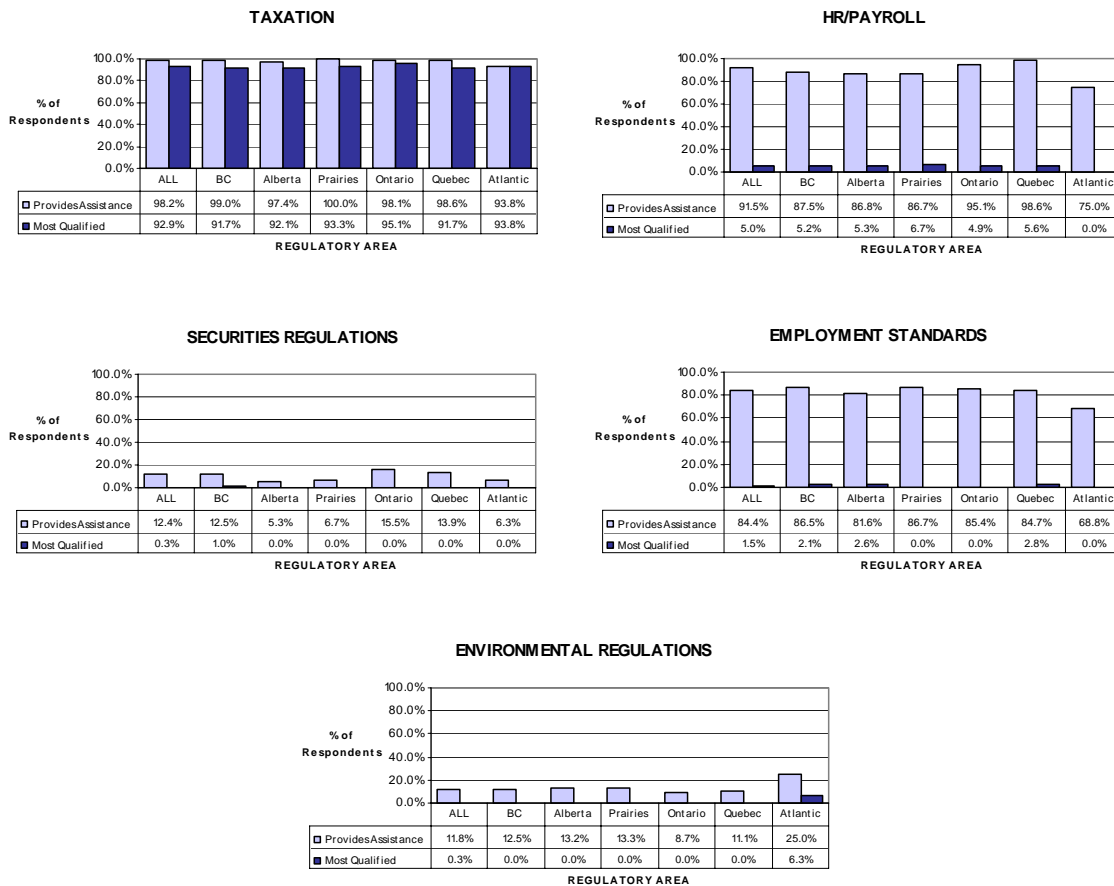 TAXATION
100.0%
80.0%
% of
60.0%
Respondents
40.0%
20.0%
0.0%
ALL BC Alberta Prairies Ontario Quebec Atlantic
Provides Assistance 98.2% 99.0% 97.4% 100.0% 98.1% 98.6% 93.8%
Most Qualified 92.9% 91.7% 92.1% 93.3% 95.1% 91.7% 93.8%
REGULATORY AREA
HR/PAYROLL
100.0%
80.0%
% of
60.0%
Respondents
40.0%
20.0%
0.0%
ALL BC Alberta Prairies Ontario Quebec Atlantic
Provides Assistance 91.5% 87.5% 86.8% 86.7% 95.1% 98.6% 75.0%
Most Qualified 5.0% 5.2% 5.3% 6.7% 4.9% 5.6% 0.0%
REGULATORY AREA
SECURITIES REGULATIONS
100.0%
80.0%
% of
60.0%
Respondents
40.0%
20.0%
0.0%
ALL BC Alberta Prairies Ontario Quebec Atlantic
Provides Assistance 12.4% 12.5% 5.3% 6.7% 15.5% 13.9% 6.3%
Most Qualified 0.3% 1.0% 0.0% 0.0% 0.0% 0.0% 0.0%
REGULATORY AREA
EMPLOYMENT STANDARDS
100.0%
80.0%
% of
60.0%
Respondents
40.0%
20.0%
0.0%
ALL BC Alberta Prairies Ontario Quebec Atlantic
Provides Assistance 84.4% 86.5% 81.6% 86.7% 85.4% 84.7% 68.8%
Most Qualified 1.5% 2.1% 2.6% 0.0% 0.0% 2.8% 0.0%
REGULATORY AREA
ENVIRONMENTAL REGULATIONS
100.0%
80.0%
% of
60.0%
Respondents
40.0%
20.0%
0.0%
ALL BC Alberta Prairies Ontario Quebec Atlantic
Provides Assistance 11.8% 12.5% 13.2% 13.3% 8.7% 11.1% 25.0%
Most Qualified 0.3% 0.0% 0.0% 0.0% 0.0% 0.0% 6.3%
REGULATORY AREA